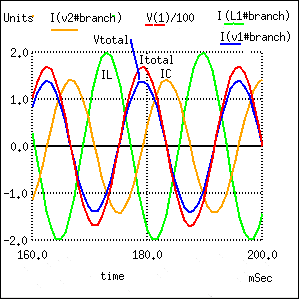 Units I(v2#branch) V(1)/100 I(L1#branch)
Vtotal I(v1#branch)
2.0 Itotal
IL IC
1.0
0.0
-1.0
-2.0
160.0 180.0 200.0
time mSec